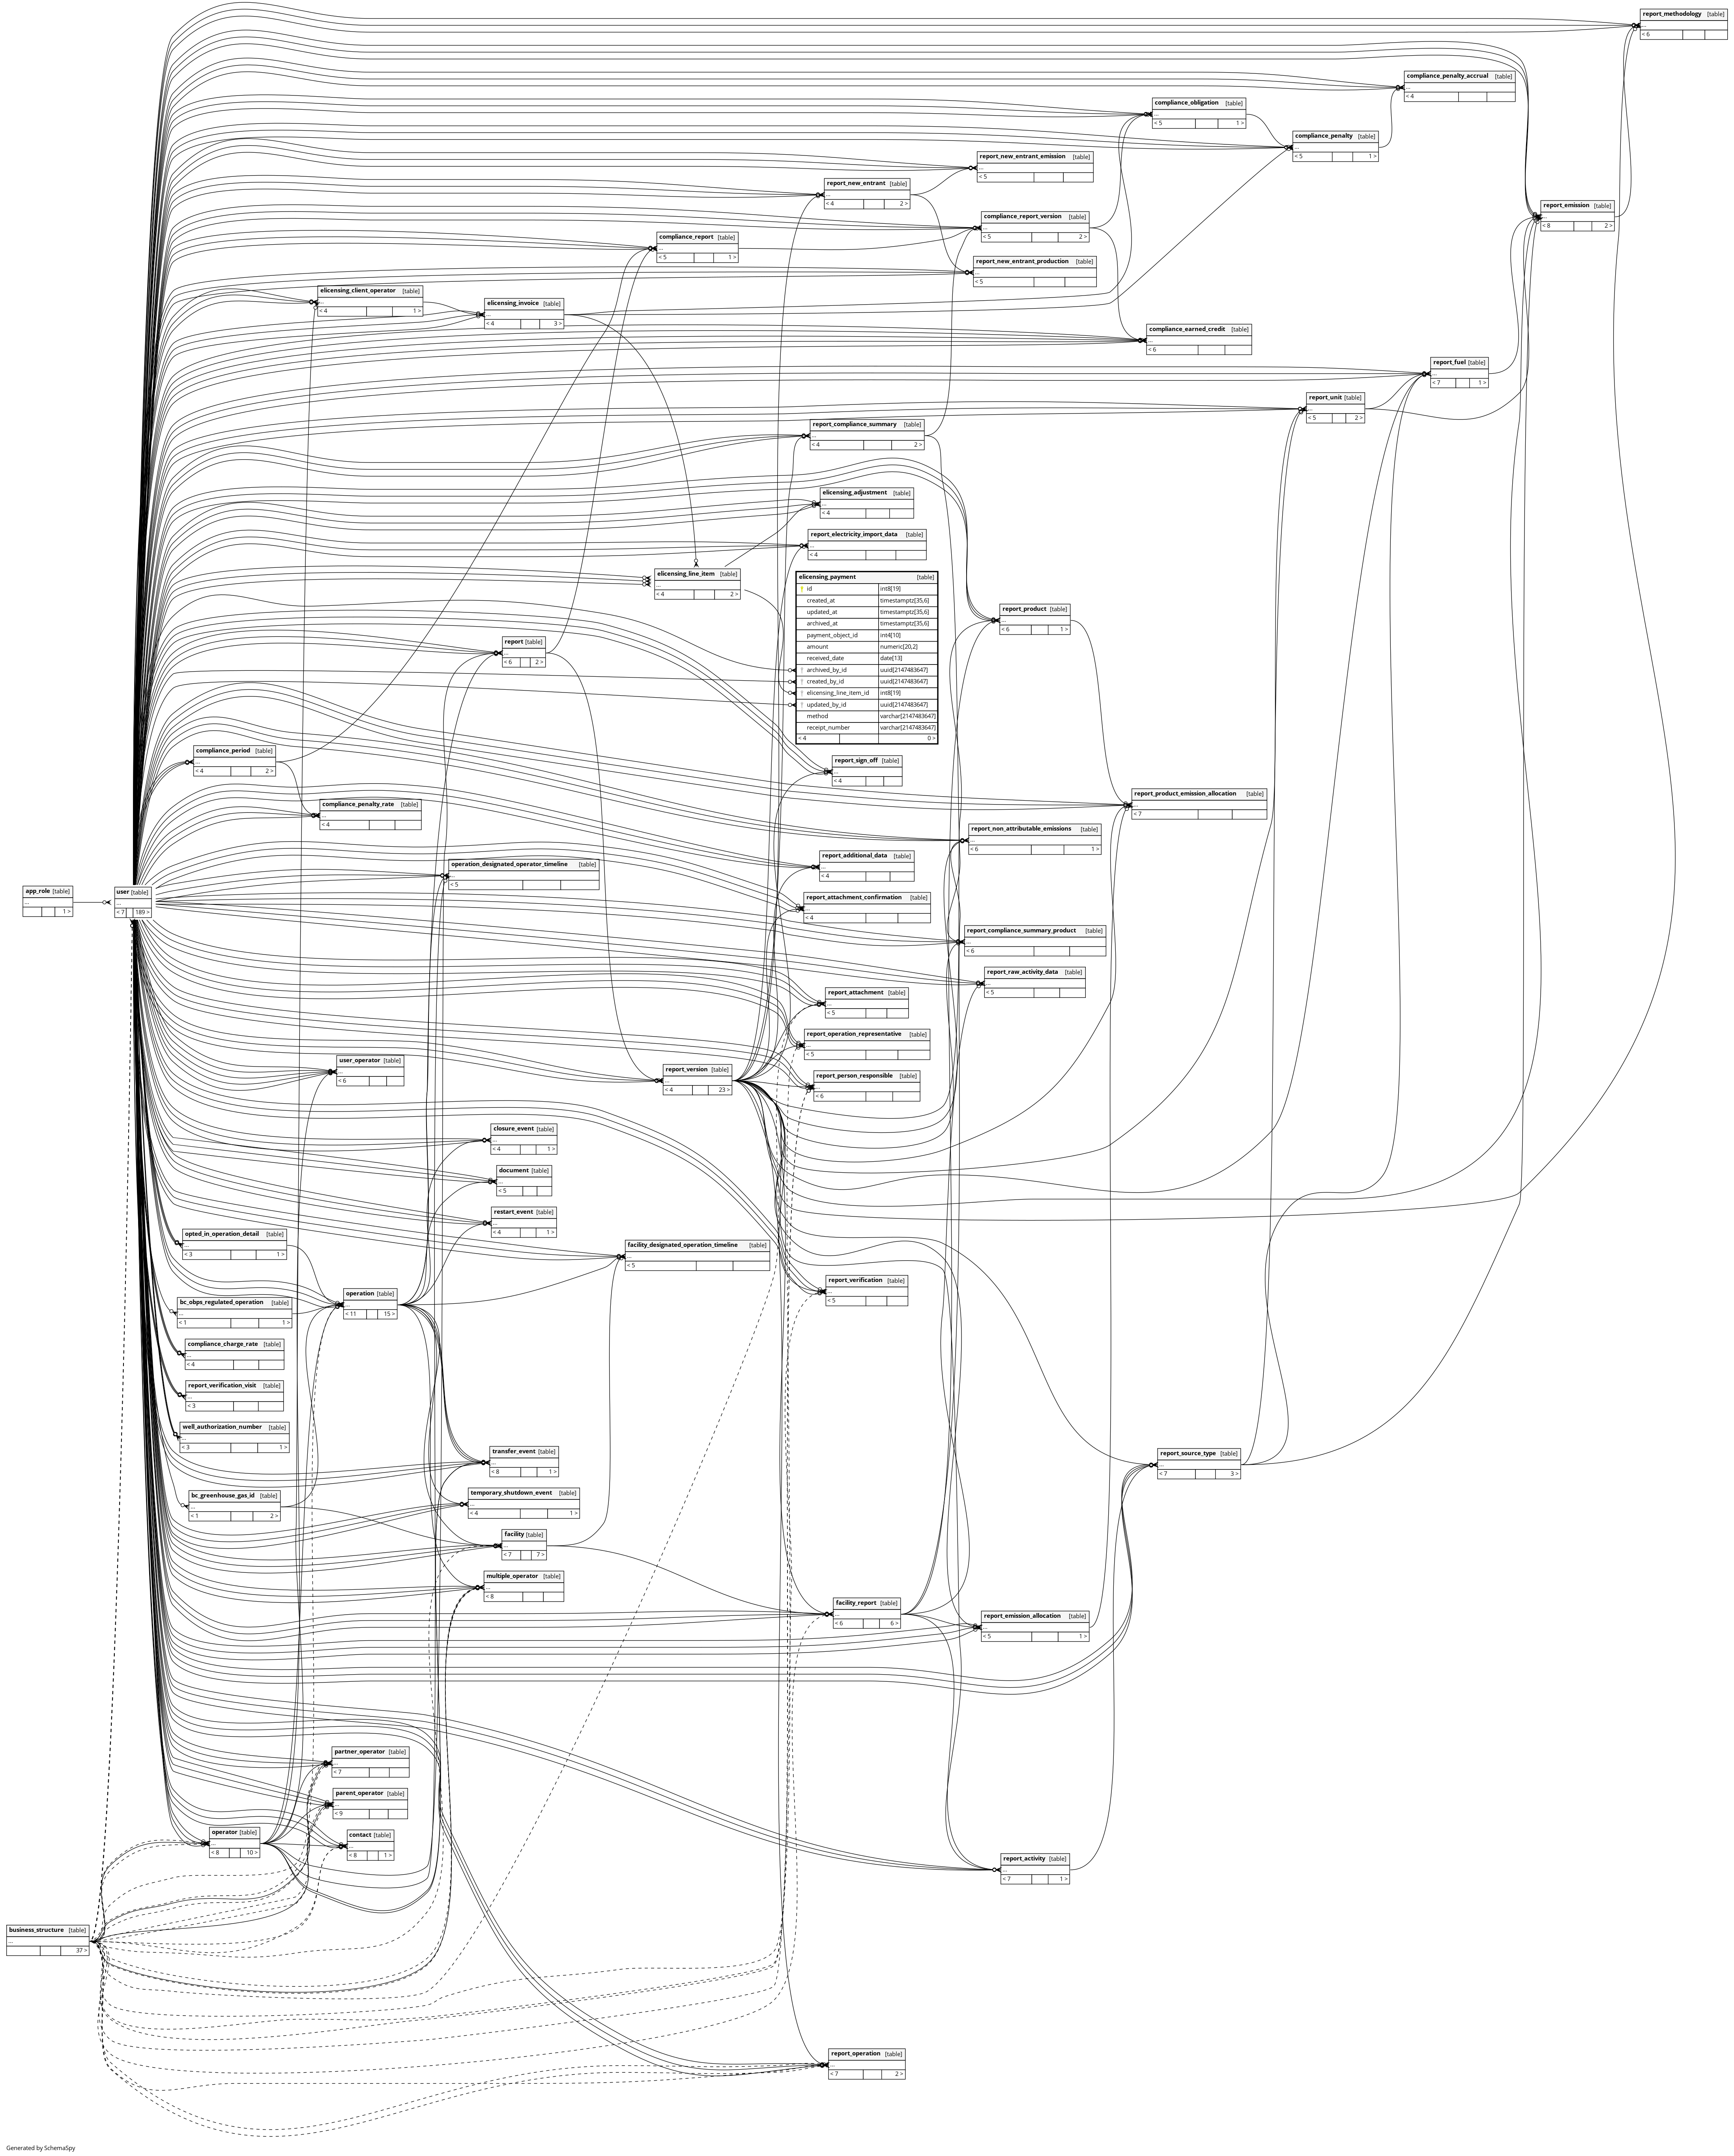 report_methodology [table]
...
< 6
compliance_penalty_accrual [table]
...
< 4
compliance_obligation [table]
...
< 5 1 >
compliance_penalty [table]
...
< 5 1 >
report_new_entrant_emission [table]
...
< 5
report_new_entrant [table]
...
< 4 2 >
report_emission [table]
...
< 8 2 >
compliance_report_version [table]
...
< 5 2 >
compliance_report [table]
...
< 5 1 >
report_new_entrant_production [table]
...
< 5
elicensing_client_operator [table]
...
< 4 1 >
elicensing_invoice [table]
...
< 4 3 >
compliance_earned_credit [table]
...
< 6
report_fuel [table]
...
< 7 1 >
report_unit [table]
...
< 5 2 >
report_compliance_summary [table]
...
< 4 2 >
elicensing_adjustment [table]
...
< 4
report_electricity_import_data [table]
...
< 4
elicensing_line_item [table]
...
< 4 2 >
elicensing_payment [table]
id int8[19]
created_at timestamptz[35,6]
updated_at timestamptz[35,6]
archived_at timestamptz[35,6]
payment_object_id int4[10]
amount numeric[20,2]
received_date date[13]
archived_by_id uuid[2147483647]
created_by_id uuid[2147483647]
elicensing_line_item_id int8[19]
updated_by_id uuid[2147483647]
method varchar[2147483647]
receipt_number varchar[2147483647]
< 4 0 >
report_product [table]
...
< 6 1 >
report [table]
...
< 6 2 >
compliance_period [table]
...
< 4 2 >
report_sign_off [table]
...
< 4
report_product_emission_allocation [table]
...
< 7
compliance_penalty_rate [table]
...
< 4
report_non_attributable_emissions [table]
...
< 6 1 >
report_additional_data [table]
...
< 4
operation_designated_operator_timeline [table]
...
< 5
app_role [table]
...
1 >
user [table]
...
< 7 189 >
report_attachment_confirmation [table]
...
< 4
report_compliance_summary_product [table]
...
< 6
report_raw_activity_data [table]
...
< 5
report_attachment [table]
...
< 5
report_operation_representative [table]
...
< 5
user_operator [table]
...
< 6
report_version [table]
...
< 4 23 >
report_person_responsible [table]
...
< 6
closure_event [table]
...
< 4 1 >
document [table]
...
< 5
restart_event [table]
...
< 4 1 >
opted_in_operation_detail [table]
...
< 3 1 >
facility_designated_operation_timeline [table]
...
< 5
report_verification [table]
...
< 5
operation [table]
...
< 11 15 >
bc_obps_regulated_operation [table]
...
< 1 1 >
compliance_charge_rate [table]
...
< 4
report_verification_visit [table]
...
< 3
well_authorization_number [table]
...
< 3 1 >
transfer_event [table]
...
< 8 1 >
report_source_type [table]
...
< 7 3 >
bc_greenhouse_gas_id [table]
...
< 1 2 >
temporary_shutdown_event [table]
...
< 4 1 >
facility [table]
...
< 7 7 >
multiple_operator [table]
...
< 8
facility_report [table]
...
< 6 6 >
report_emission_allocation [table]
...
< 5 1 >
partner_operator [table]
...
< 7
parent_operator [table]
...
< 9
operator [table]
...
< 8 10 >
contact [table]
...
< 8 1 >
report_activity [table]
...
< 7 1 >
business_structure [table]
...
37 >
report_operation [table]
...
< 7 2 >
Generated by SchemaSpy